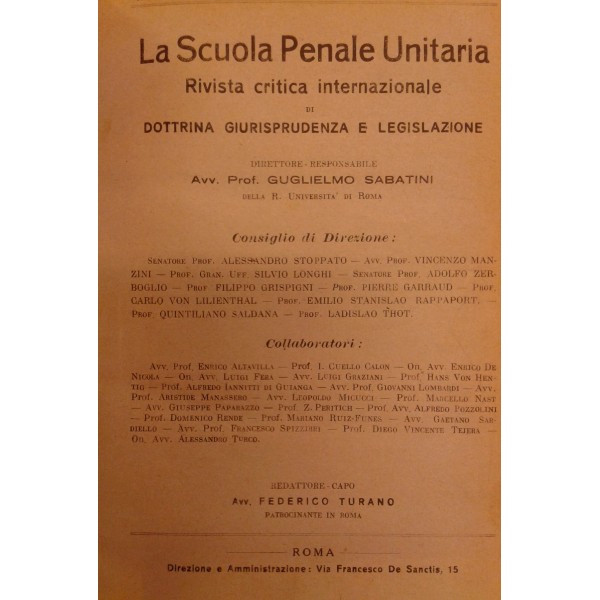 La Scuola Penale Unitaria
Rivista critica internazionale
DI
DOTTRINA GIURISPRUDENZA E LEGISLAZIONE
DIRETTORE-RESPONSABILE
Avv. Prof. GUGLIELMO SABATINI
DELLA R. UNIVERSITA' DI ROMA
Consiglio di Direzione:
SENATORE PROF. ALESSANDRO STOPPATO — AVV. PROF. VINCENZO MAN-
ZINI — PROF. GRAN. UFF. SILVIO LONGHI — SENATORE PROF. ADOLFO ZER-
BOGLIO — PROF. FILIPPO GRISPIGNI — PROF. PIERRE GARRAUD — PROF.
CARLO VON LILIENTHAL — PROF. EMILIO STANISLAO RAPPAPORT. —
PROF. QUINTILIANO SALDANA — PROF. LADISLAO THOT.
Collaboratori:
AVV. PROF. ENRICO ALTAVILLA — PROF. I. CUELLO CALON — ON. AVV. ENRICO DE
NICOLA — ON. AVV. LUIGI FERA — AVV. LUIGI GRAZIANI — PROF. HANS VON HEN-
TIG — PROF. ALFREDO IANNITTI DI GUIANGA — AVV. PROF. GIOVANNI LOMBARDI — AVV.
PROF. ARISTIDE MANASSERO — AVV. LEOPOLDO MICUCCI — PROF. MARCELLO NAST
— AVV. GIUSEPPE PAPARAZZO — PROF. Z. PERITICH — PROF. AVV. ALFREDO POZZOLINI
— PROF. DOMENICO RENDE — PROF. MARIANO RUIZ-FUNES — AVV. GAETANO SAR-
DIELLO — AVV. PROF. FRANCESCO SPIZZIRRI — PROF. DIEGO VINCENTE TEJERA —
ON. AVV. ALESSANDRO TURCO.
REDATTORE-CAPO
Avv. FEDERICO TURANO
PATROCINANTE IN ROMA
ROMA
Direzione e Amministrazione: Via Francesco De Sanctis, 15